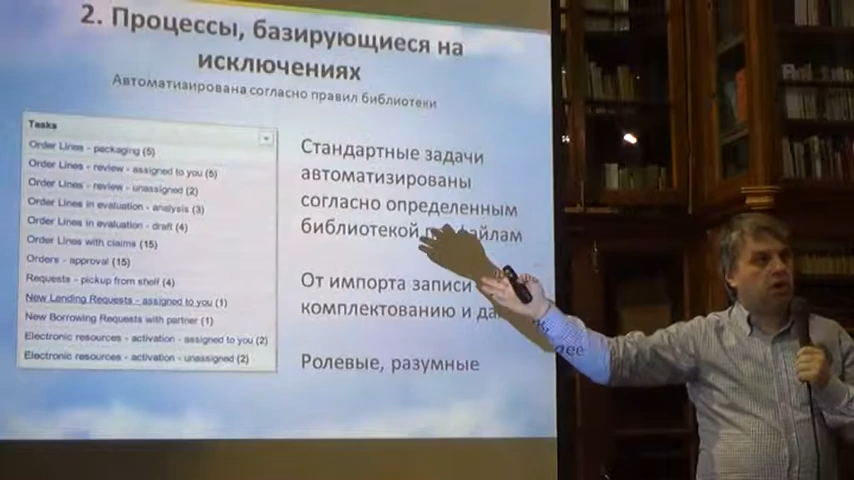 2. Процессы, базирующиеся на
исключениях
Автоматизирована согласно правил библиотеки
Tasks
Order Lines - packaging (5)
Order Lines - review - assigned to you (5)
Order Lines - review - unassigned (2)
Order Lines in evaluation - analysis (3)
Order Lines in evaluation - draft (4)
Order Lines with claims (15)
Orders - approval (15)
Requests - pickup from shelf (4)
New Lending Requests - assigned to you (1)
New Borrowing Requests with partner (1)
Electronic resources - activation - assigned to you (2)
Electronic resources - activation - unassigned (2)
Стандартные задачи
автоматизированы
согласно определенным
библиотекой
От импорта записи
комплектованию и
Ролевые, разумные